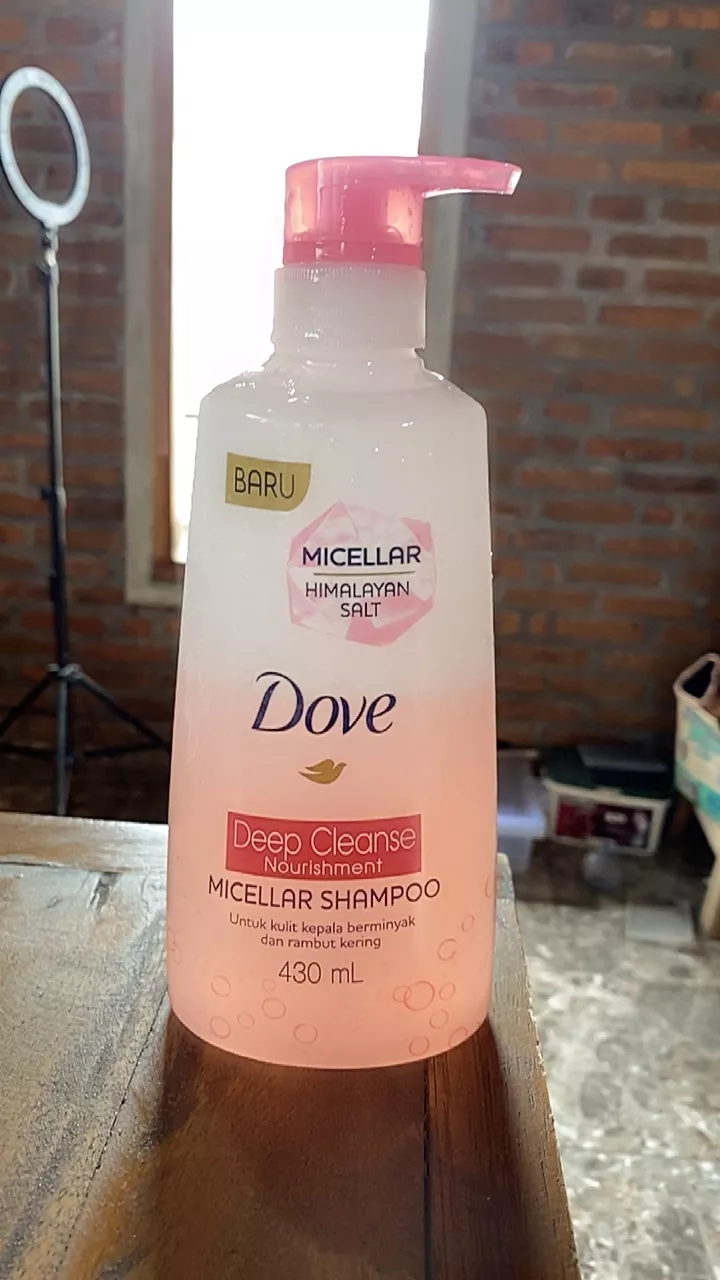 BARU
MICELLAR
HIMALAYAN
SALT
Dove
Deep Cleanse
Nourishment
MICELLAR SHAMPOO
Untuk kulit kepala berminyak
dan rambut kering
430 mL